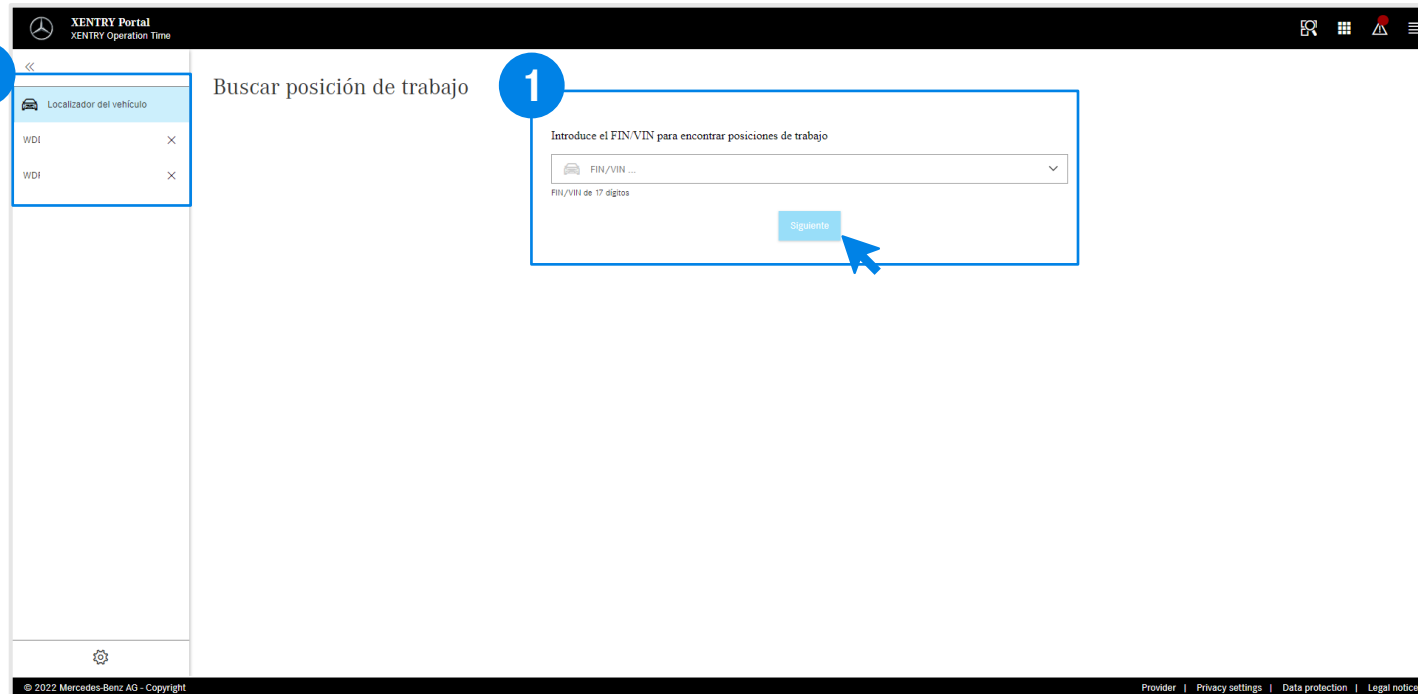 XENTRY Portal
XENTRY Operation Time
Localizador del vehículo
Buscar posición de trabajo
1
Introduce el FIN/VIN para encontrar posiciones de trabajo
FIN/VIN ...
FIN/VIN de 17 dígitos
Siguiente
© 2022 Mercedes-Benz AG - Copyright
Provider | Privacy settings | Data protection | Legal notice